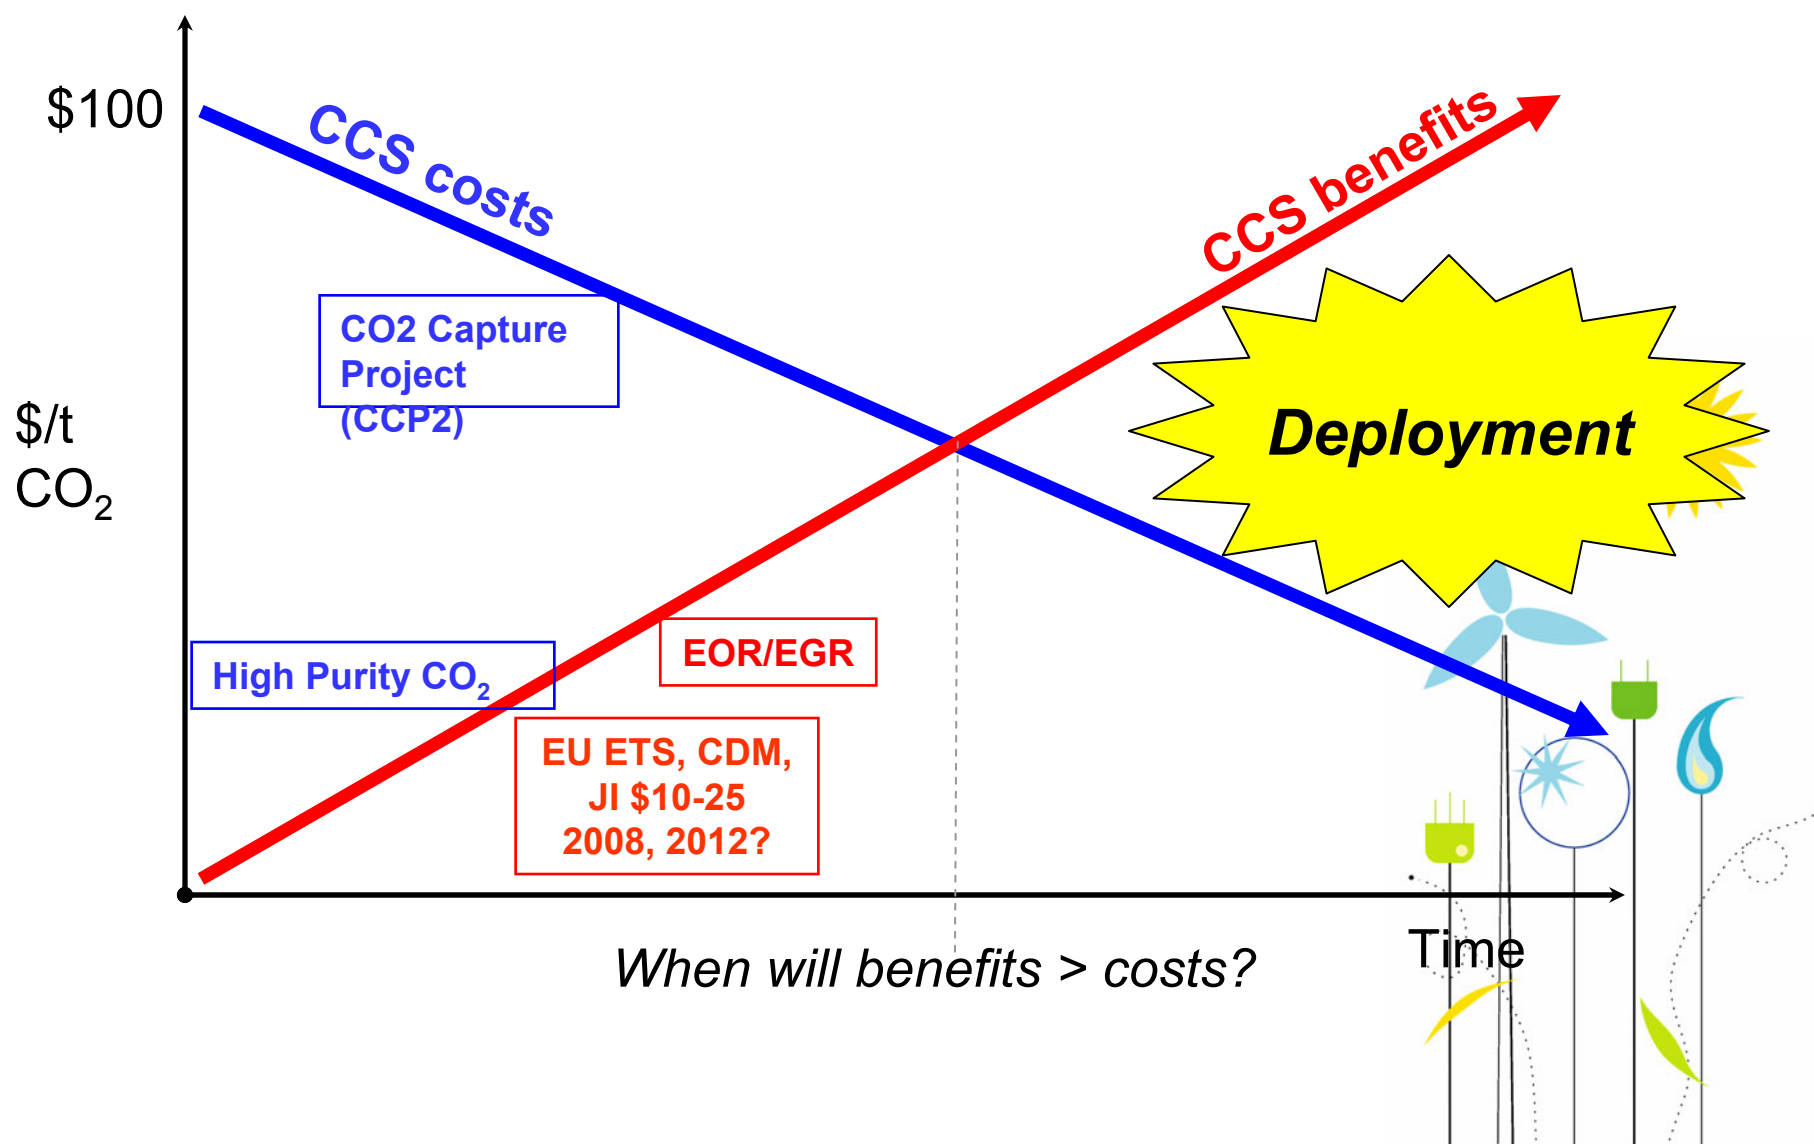 $100
CCS costs
CCS benefits
CO2 Capture
Project
(CCP2)
$/t
CO₂
Deployment
High Purity CO₂
EOR/EGR
EU ETS, CDM,
JI $10-25
2008, 2012?
Time
When will benefits > costs?